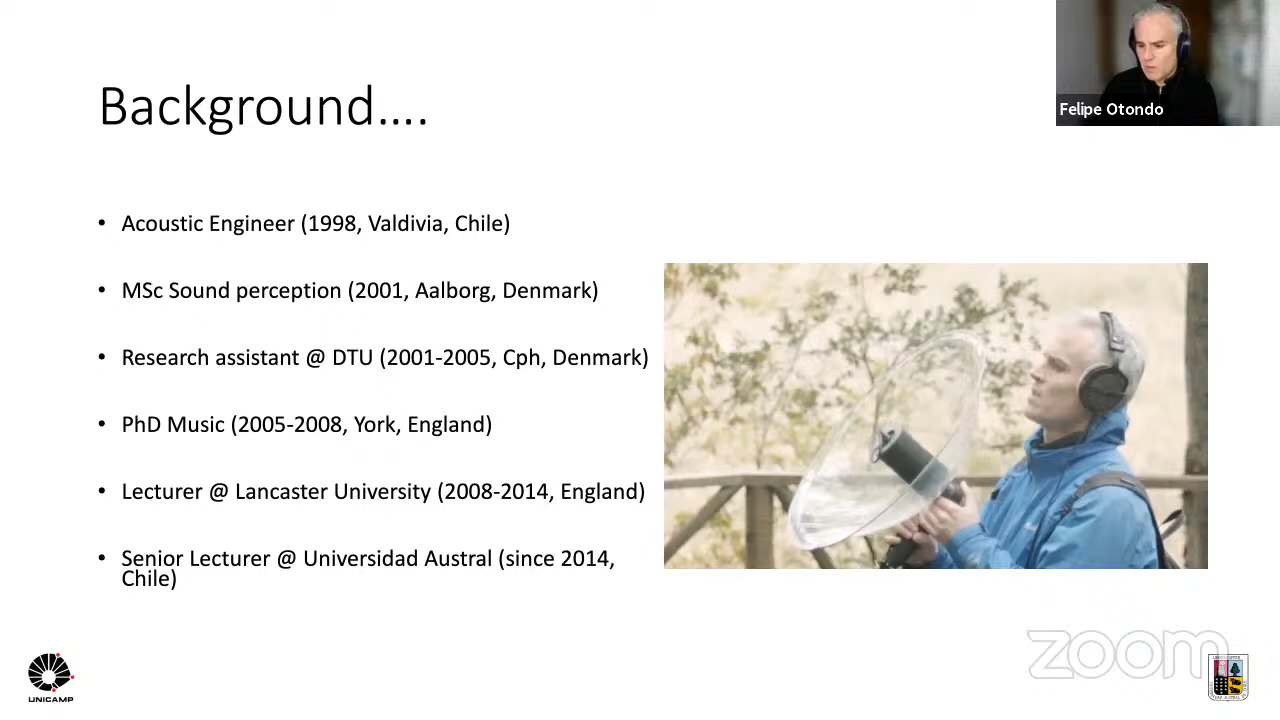 Background....
Felipe Otondo
• Acoustic Engineer (1998, Valdivia, Chile)
• MSc Sound perception (2001, Aalborg, Denmark)
• Research assistant @ DTU (2001-2005, Cph, Denmark)
• PhD Music (2005-2008, York, England)
• Lecturer @ Lancaster University (2008-2014, England)
• Senior Lecturer @ Universidad Austral (since 2014,
Chile)
UNICAMP
zoom